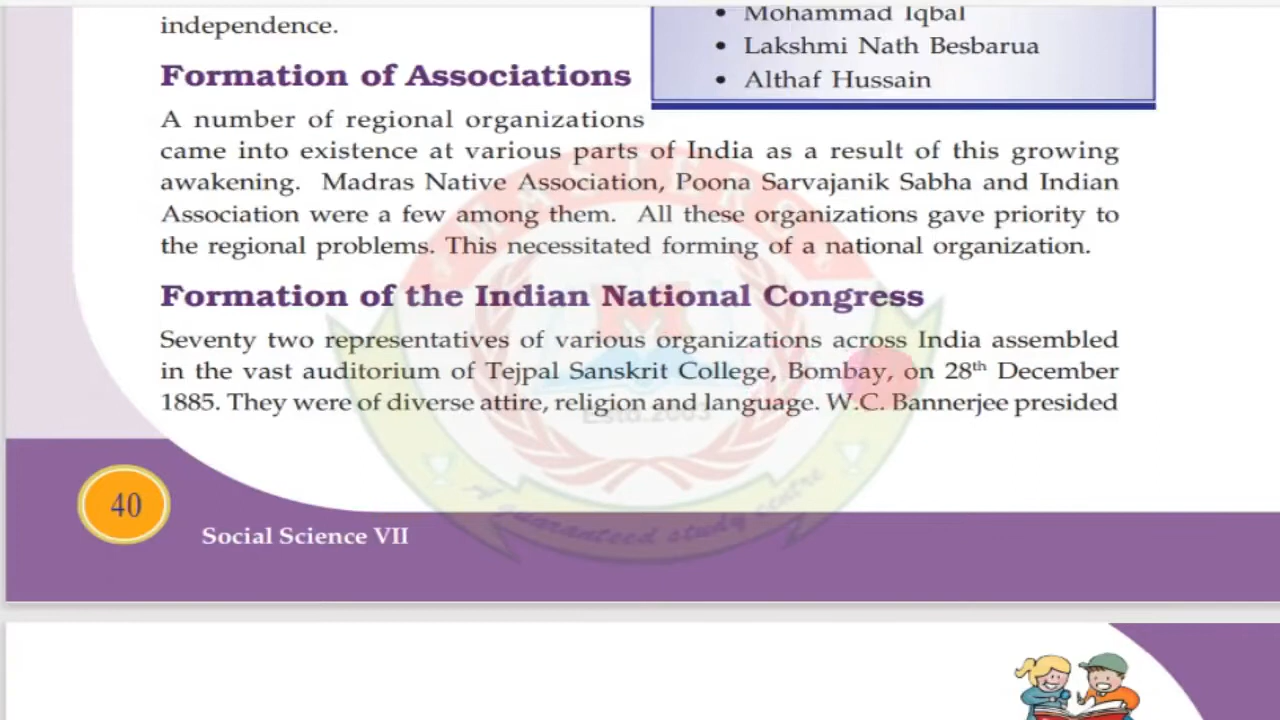 independence.
• Mohammad Iqbal
• Lakshmi Nath Besbarua
• Althaf Hussain
Formation of Associations
A number of regional organizations
came into existence at various parts of India as a result of this growing
awakening. Madras Native Association, Poona Sarvajanik Sabha and Indian
Association were a few among them. All these organizations gave priority to
the regional problems. This necessitated forming of a national organization.
Formation of the Indian National Congress
Seventy two representatives of various organizations across India assembled
in the vast auditorium of Tejpal Sanskrit College, Bombay, on 28th December
1885. They were of diverse attire, religion and language. W.C. Bannerjee presided
Estd.2003
A guaranteed study centre
40
Social Science VII